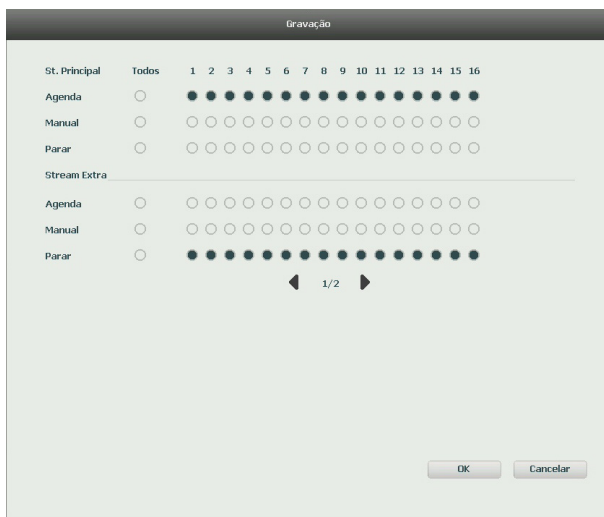 Gravação
St. Principal Todos 1 2 3 4 5 6 7 8 9 10 11 12 13 14 15 16
Agenda
Manual
Parar
Stream Extra
Agenda
Manual
Parar
1/2
OK Cancelar